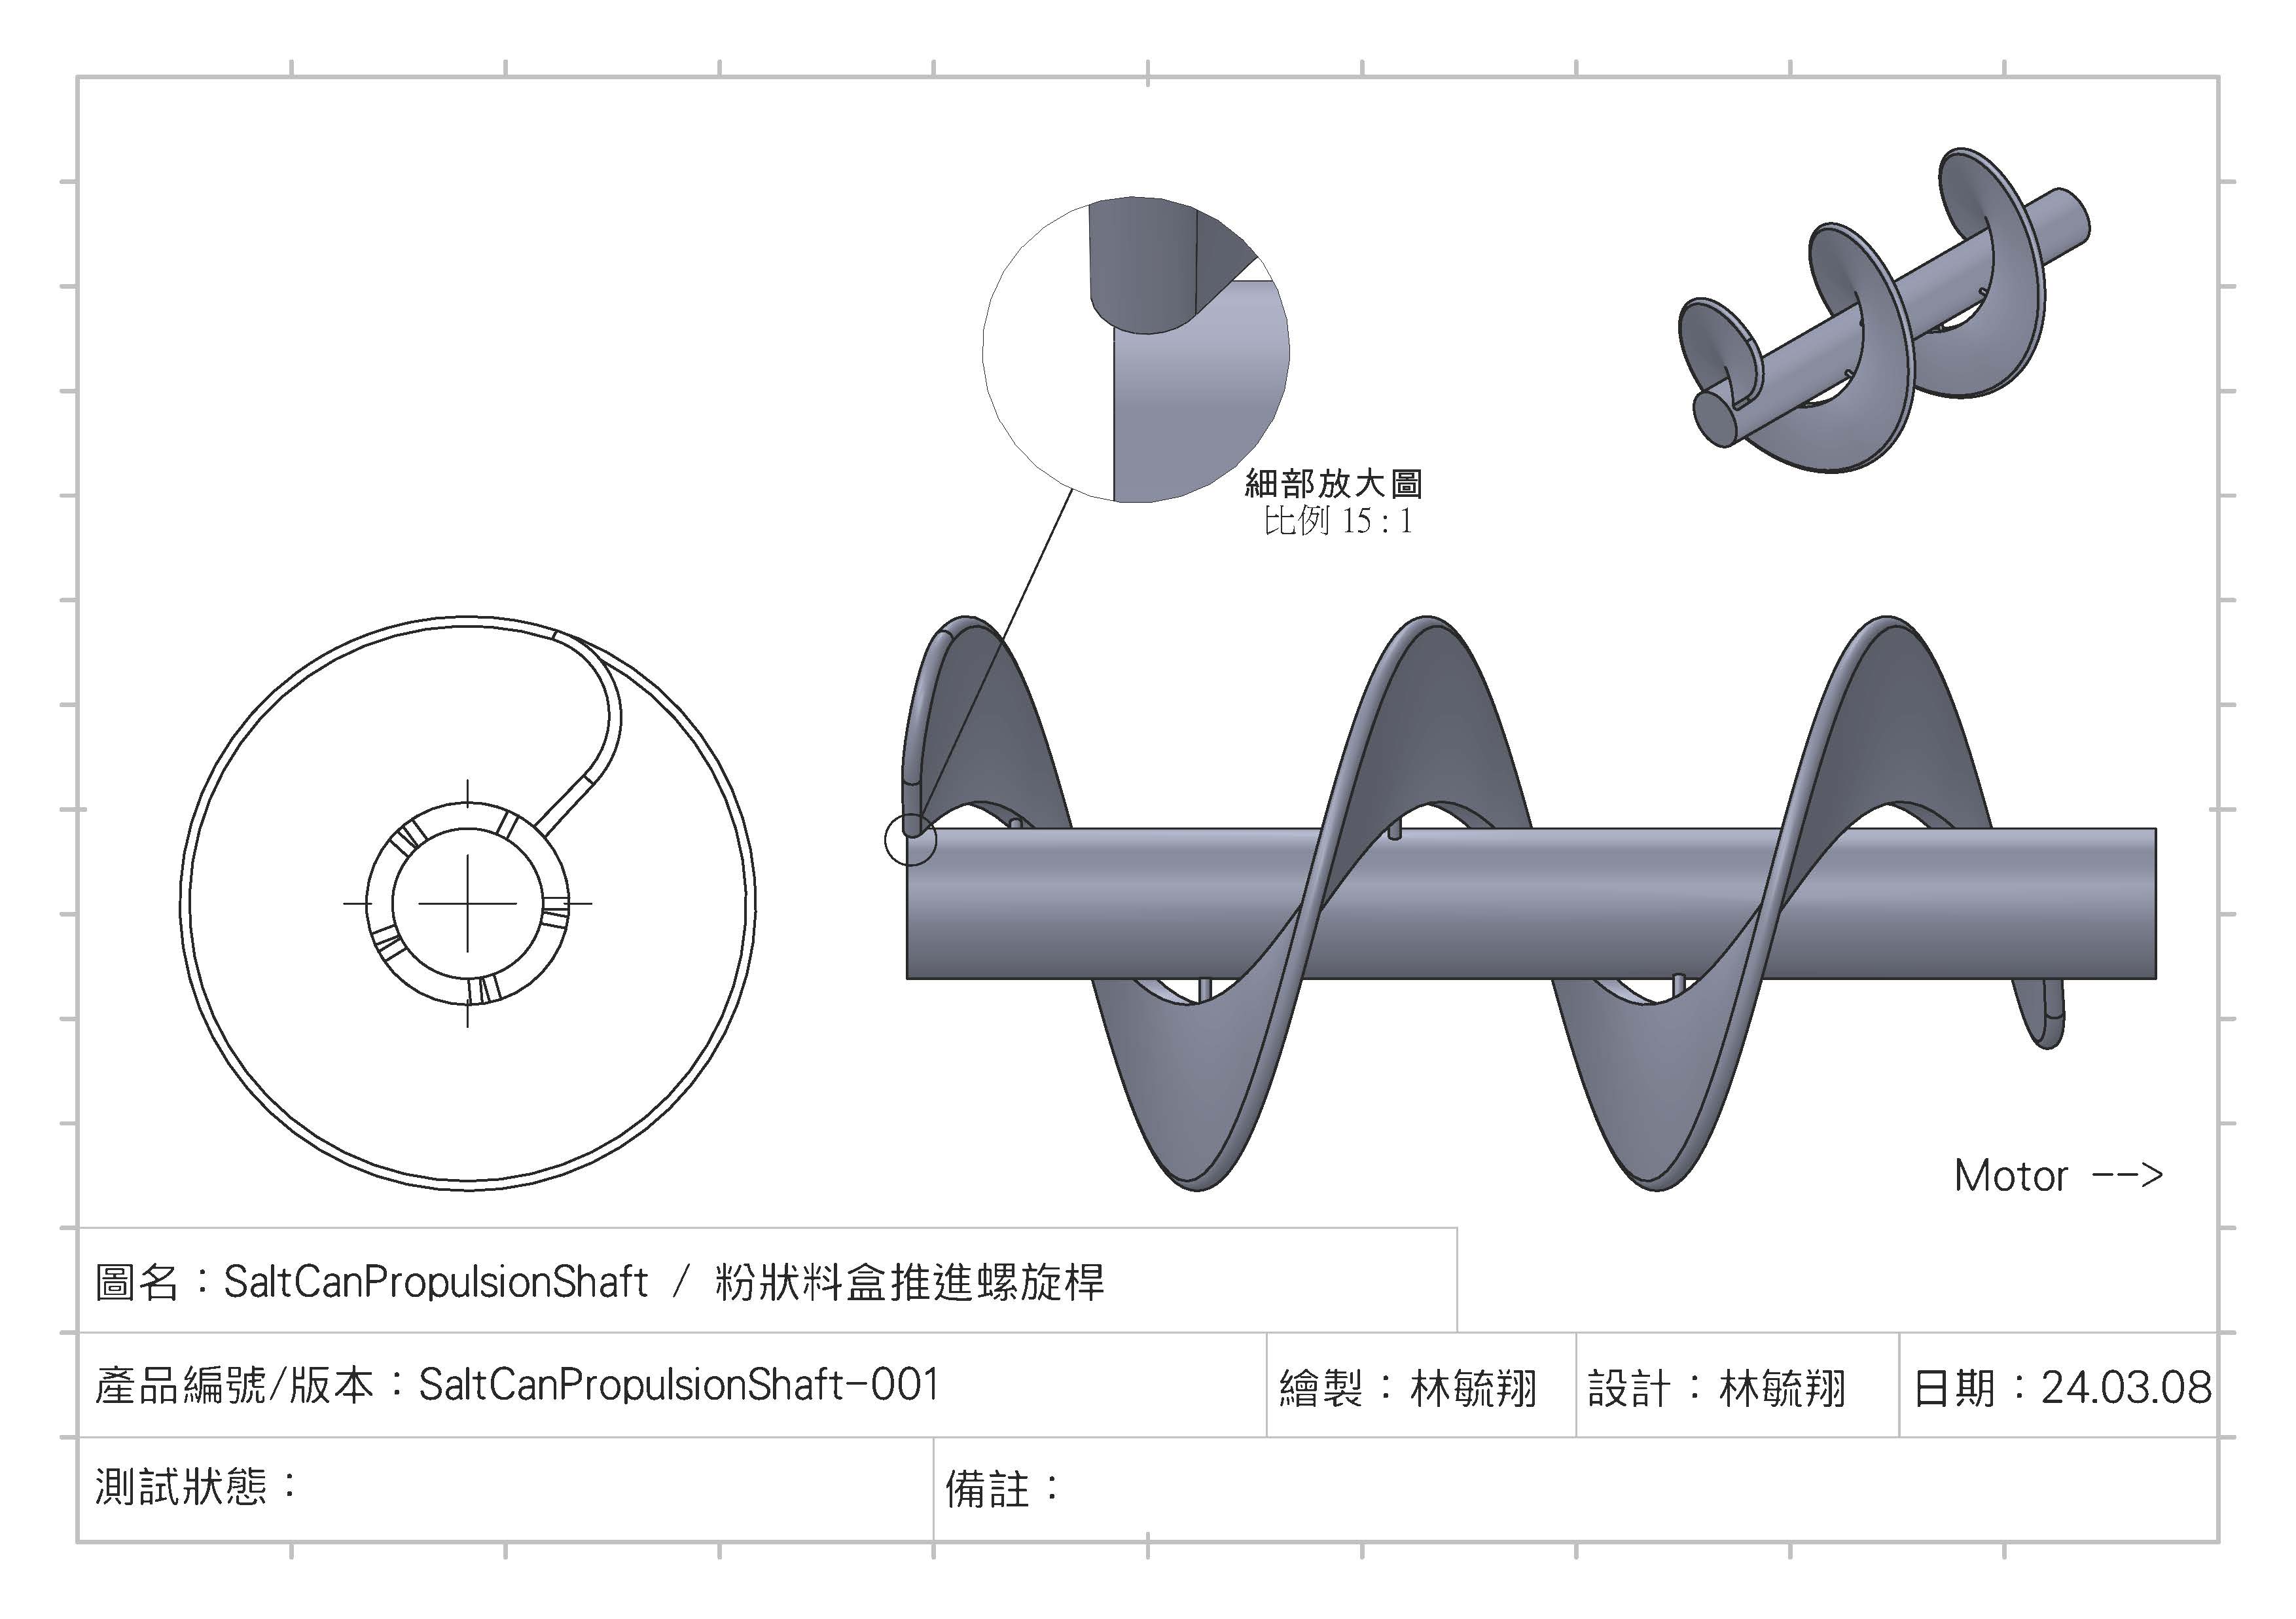 細部放大圖
比例 15 : 1
Motor -->
圖名：SaltCanPropulsionShaft / 粉狀料盒推進螺旋桿
產品編號/版本：SaltCanPropulsionShaft-001
繪製：林毓翔
設計：林毓翔
日期：24.03.08
測試狀態：
備註：